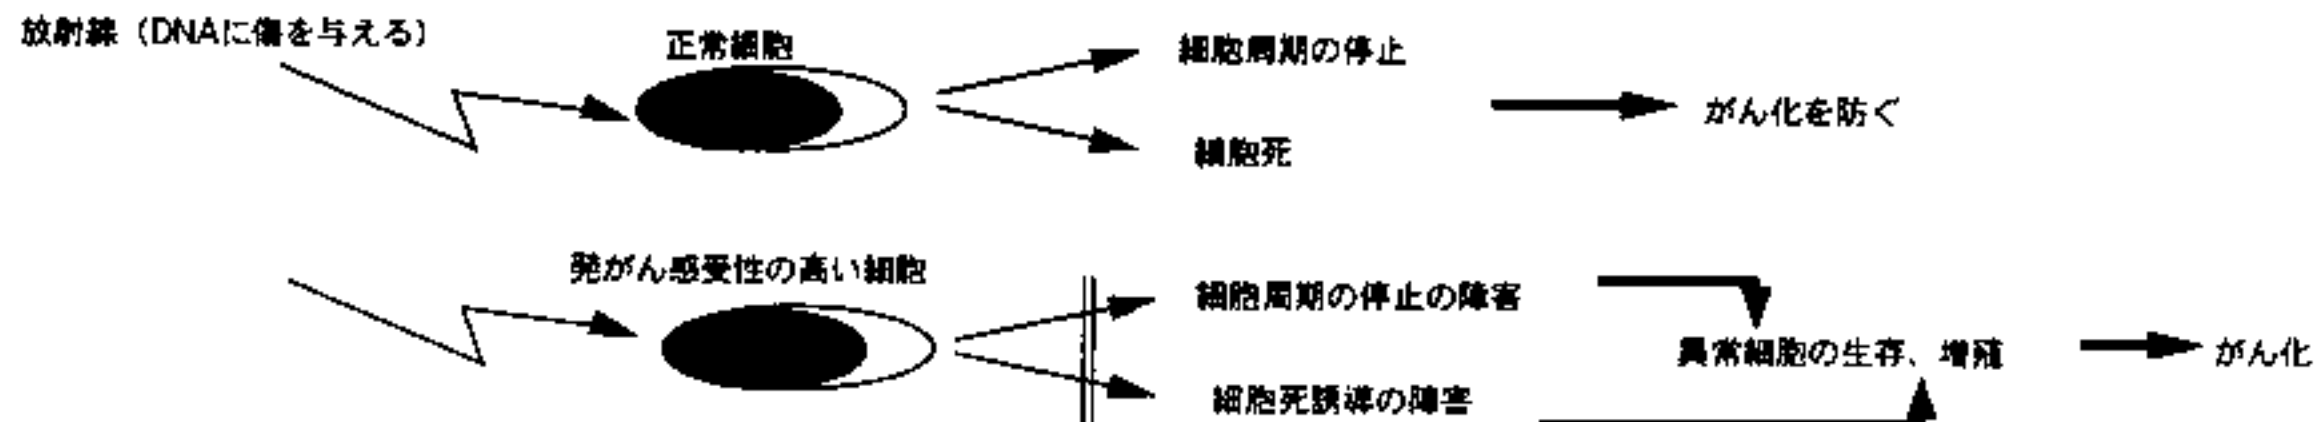 放射線（DNAに傷を与える）
正常細胞
細胞周期の停止
細胞死
がん化を防ぐ
発がん感受性の高い細胞
細胞周期の停止の障害
細胞死誘導の障害
異常細胞の生存、増殖
がん化